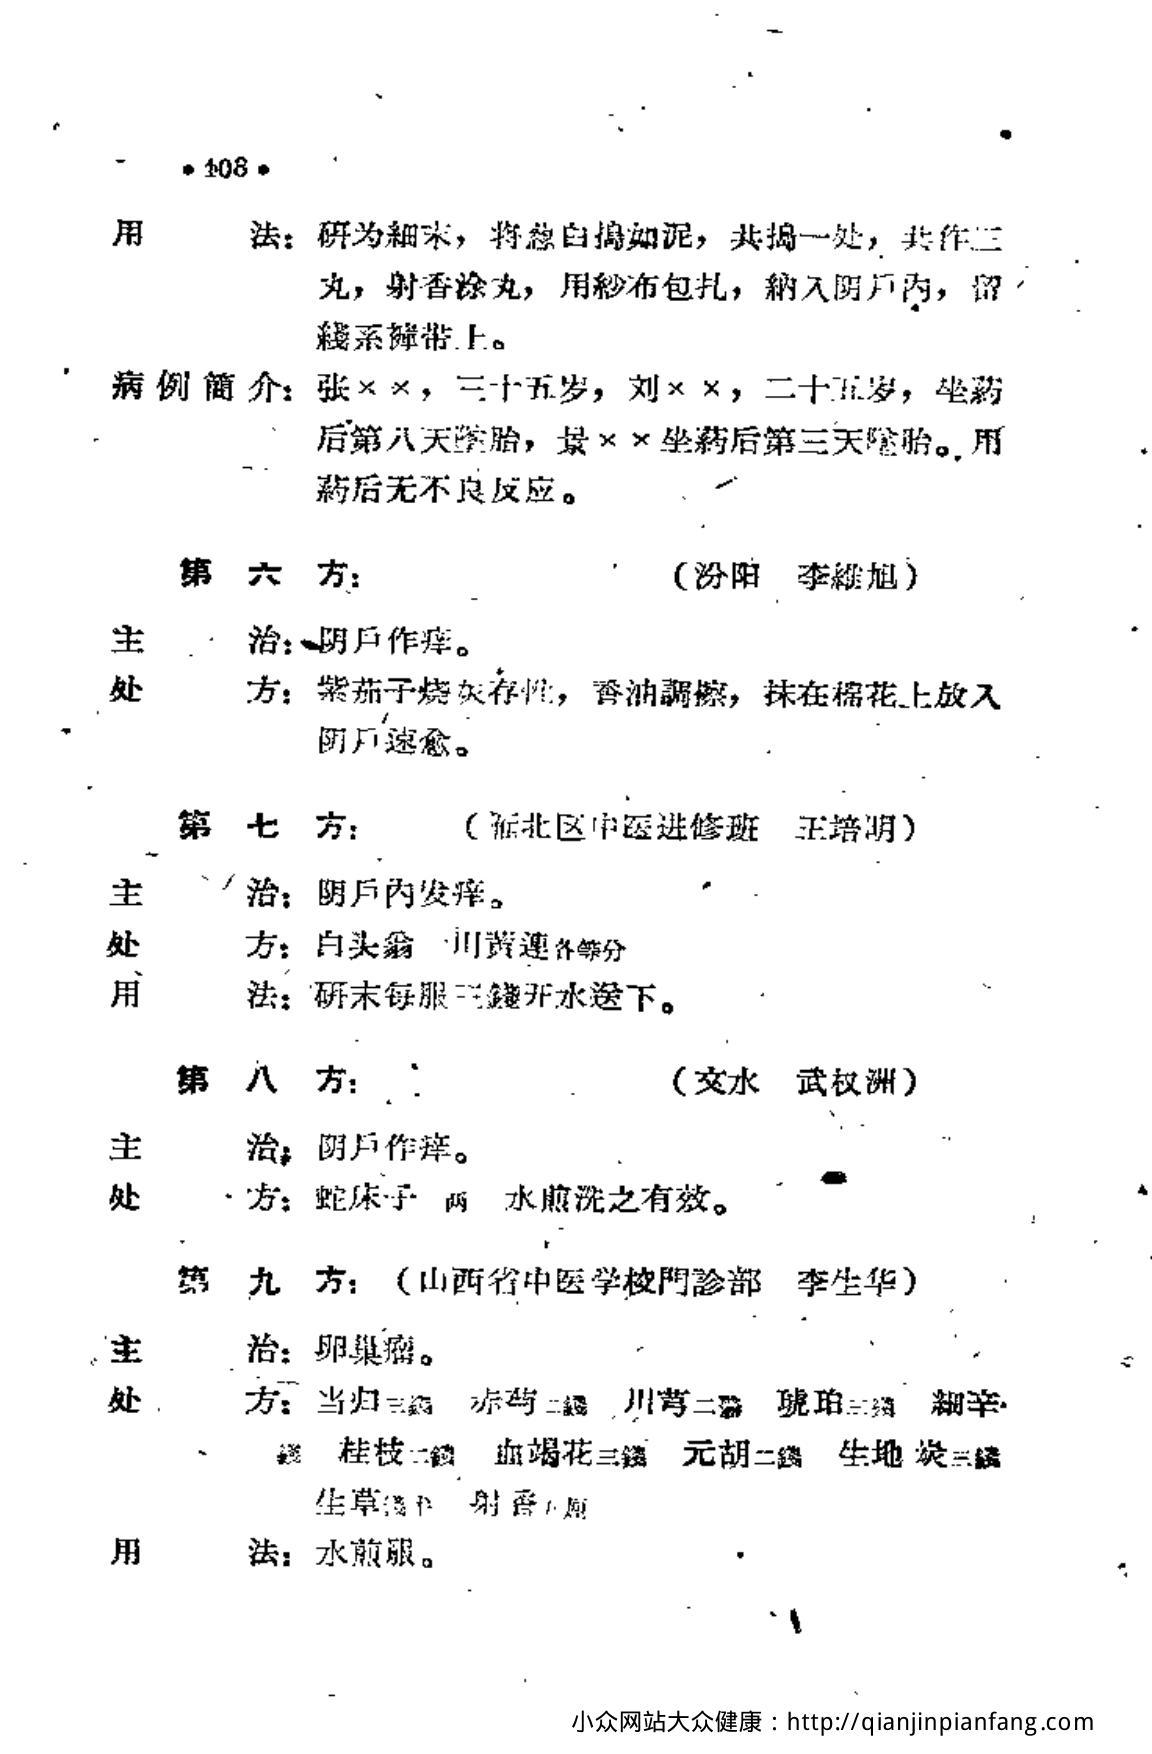 •108•
用法：研为細末，将葱白搗如泥，共搗一处，共作三
丸，射香涂丸，用紗布包扎，納入阴戶內，留
綫系褲带上。
病例簡介：张××，三十五岁，刘××，二十五岁，坐葯
后第八天墜胎，景××坐葯后第三天墜胎。用
葯后无不良反应。
第六方：（汾阳 李維旭）
主治：阴戶作痒。
处方：紫茄子烧灰存性，香油調擦，抹在棉花上放入
阴戶速愈。
第七方：（北区中医进修班 王培明）
主治：阴戶內发痒。
处方：白头翁 川黄連各等分
用法：研末每服三錢开水送下。
第八方：（文水 武权洲）
主治：阴戶作痒。
处方：蛇床子 两 水煎洗之有效。
第九方：（山西省中医学校門診部 李生华）
主治：卵巢瘤。
处方：当归三錢 赤芍二錢 川芎二錢 琥珀三錢 細辛
錢 桂枝二錢 血竭花三錢 元胡二錢 生地炭三錢
生草 射香
用法：水煎服。
小众网站大众健康：http://qianjinpianfang.com